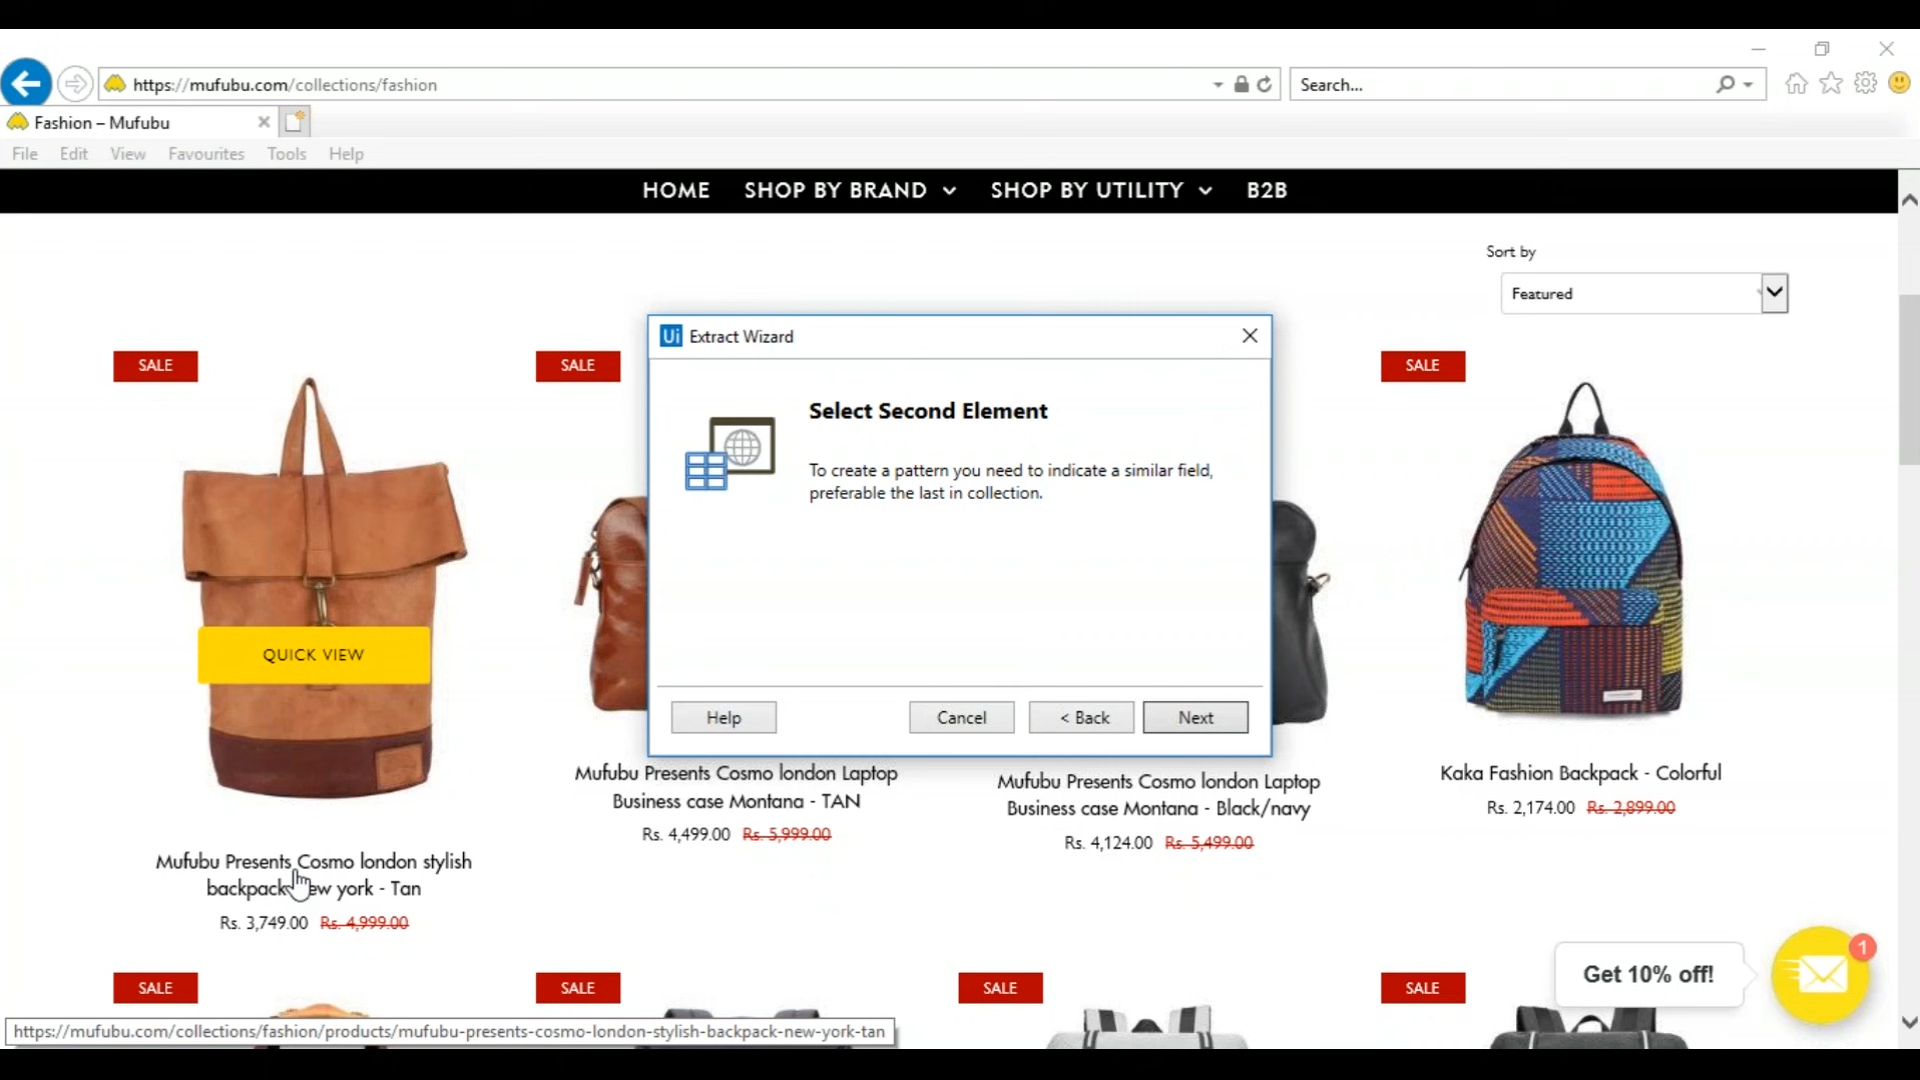 https://mufubu.com/collections/fashion
Search...
Fashion – Mufubu
File Edit View Favourites Tools Help
HOME SHOP BY BRAND SHOP BY UTILITY B2B
Sort by
Featured
SALE
SALE
SALE
Ui Extract Wizard
Select Second Element
To create a pattern you need to indicate a similar field,
preferable the last in collection.
Help Cancel < Back Next
QUICK VIEW
Mufubu Presents Cosmo london stylish
backpack new york - Tan
Rs. 3,749.00 Rs. 4,999.00
Mufubu Presents Cosmo london Laptop
Business case Montana - TAN
Rs. 4,499.00 Rs. 5,999.00
Mufubu Presents Cosmo london Laptop
Business case Montana - Black/navy
Rs. 4,124.00 Rs. 5,499.00
Kaka Fashion Backpack - Colorful
Rs. 2,174.00 Rs. 2,899.00
SALE
SALE
SALE
SALE
Get 10% off!
1
https://mufubu.com/collections/fashion/products/mufubu-presents-cosmo-london-stylish-backpack-new-york-tan